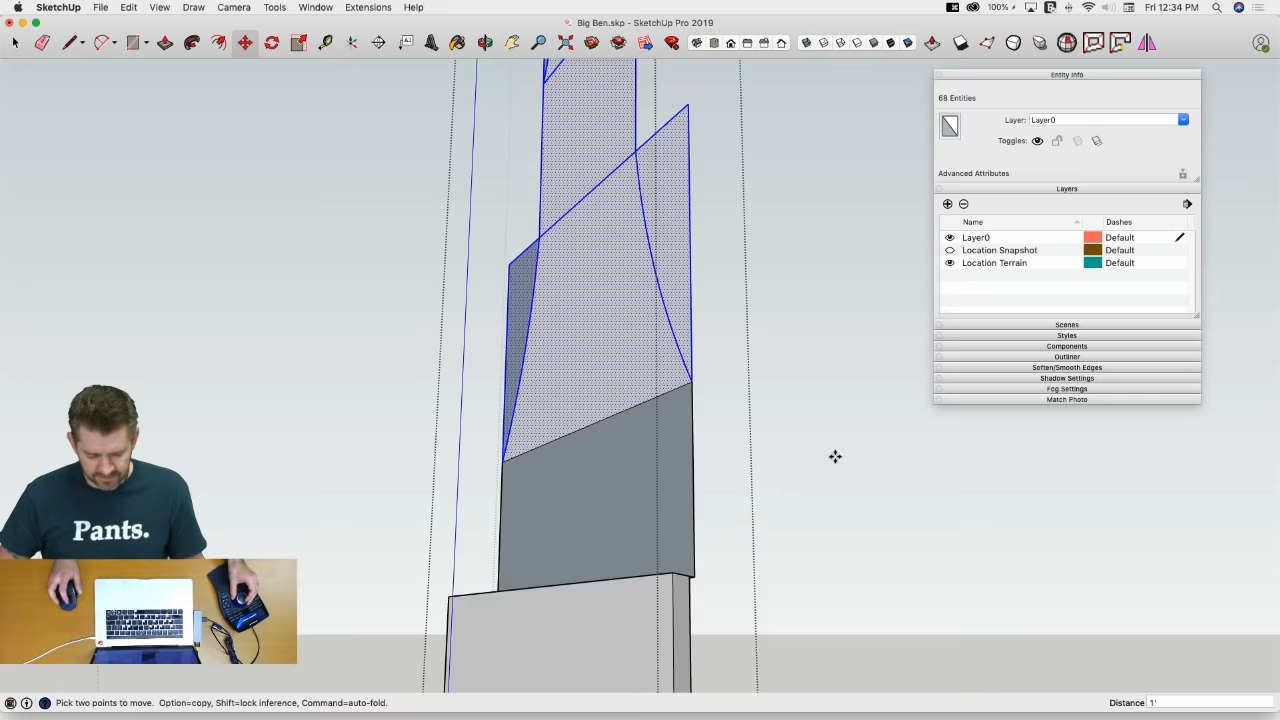 SketchUp File Edit View Draw Camera Tools Window Extensions Help
100% Fri 12:34 PM
Big Ben.skp - SketchUp Pro 2019
Entity Info
68 Entities
Layer: Layer0
Toggles:
Advanced Attributes
Layers
Name Dashes
Layer0 Default
Location Snapshot Default
Location Terrain Default
Scenes
Styles
Components
Outliner
Soften/Smooth Edges
Shadow Settings
Fog Settings
Match Photo
Pants.
Pick two points to move. Option=copy, Shift=lock inference, Command=auto-fold.
Distance 1'